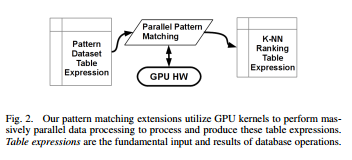 Pattern
Dataset
Table
Expression
Parallel Pattern
Matching
GPU HW
K-NN
Ranking
Table
Expression
Fig. 2. Our pattern matching extensions utilize GPU kernels to perform mas-
sively parallel data processing to process and produce these table expressions.
Table expressions are the fundamental input and results of database operations.